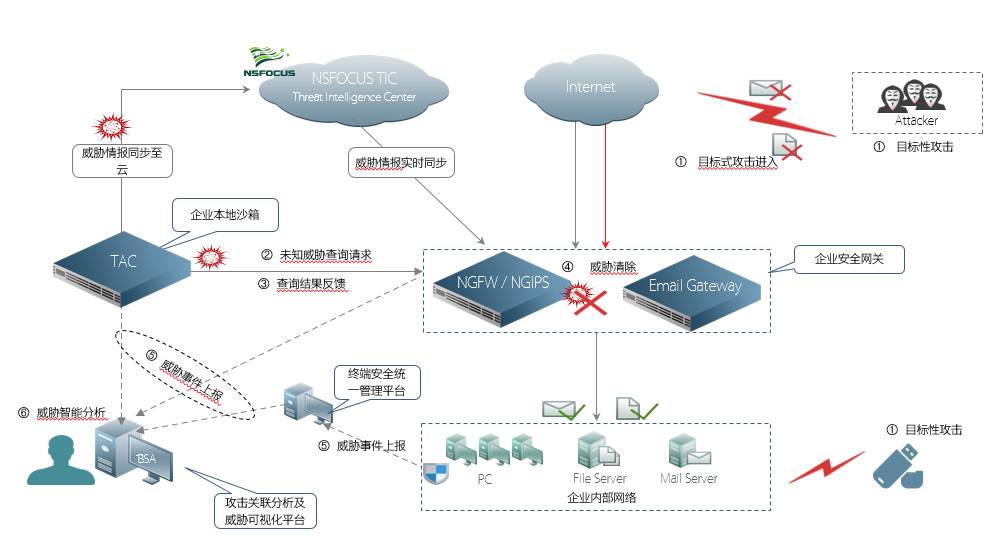 NSFOCUS
NSFOCUS TIC
Threat Intelligence Center
Internet
Attacker
① 目标性攻击
① 目标式攻击进入
威胁情报同步至
云
威胁情报实时同步
企业本地沙箱
TAC
② 未知威胁查询请求
③ 查询结果反馈
NGFW / NGIPS
④ 威胁清除
Email Gateway
企业安全网关
⑤ 威胁事件上报
终端安全统
一管理平台
⑥ 威胁智能分析
BSA
⑤ 威胁事件上报
攻击关联分析及
威胁可视化平台
PC
File Server
Mail Server
企业内部网络
① 目标性攻击